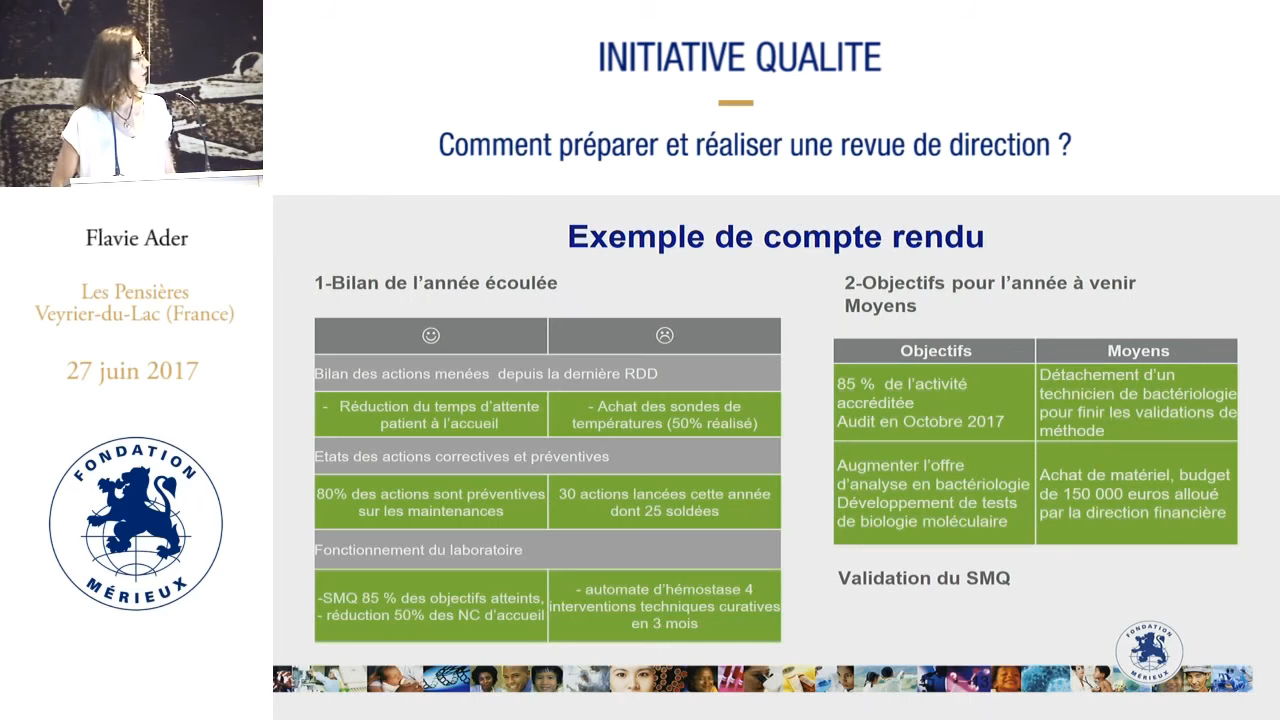 INITIATIVE QUALITE
Comment préparer et réaliser une revue de direction ?
Flavie Ader
Les Pensières
Veyrier-du-Lac (France)
27 juin 2017
FONDATION
MÉRIEUX
Exemple de compte rendu
1-Bilan de l'année écoulée
☺ ☹
Bilan des actions menées depuis la dernière RDD
- Réduction du temps d'attente
patient à l'accueil
- Achat des sondes de
températures (50% réalisé)
Etats des actions correctives et préventives
80% des actions sont préventives
sur les maintenances
30 actions lancées cette année
dont 25 soldées
Fonctionnement du laboratoire
-SMQ 85 % des objectifs atteints,
- réduction 50% des NC d'accueil
- automate d'hémostase 4
interventions techniques curatives
en 3 mois
2-Objectifs pour l'année à venir
Moyens
Objectifs
Moyens
85 % de l'activité
accréditée
Audit en Octobre 2017
Détachement d'un
technicien de bactériologie
pour finir les validations de
méthode
Augmenter l'offre
d'analyse en bactériologie
Développement de tests
de biologie moléculaire
Achat de matériel, budget
de 150 000 euros alloué
par la direction financière
Validation du SMQ
FONDATION
MÉRIEUX